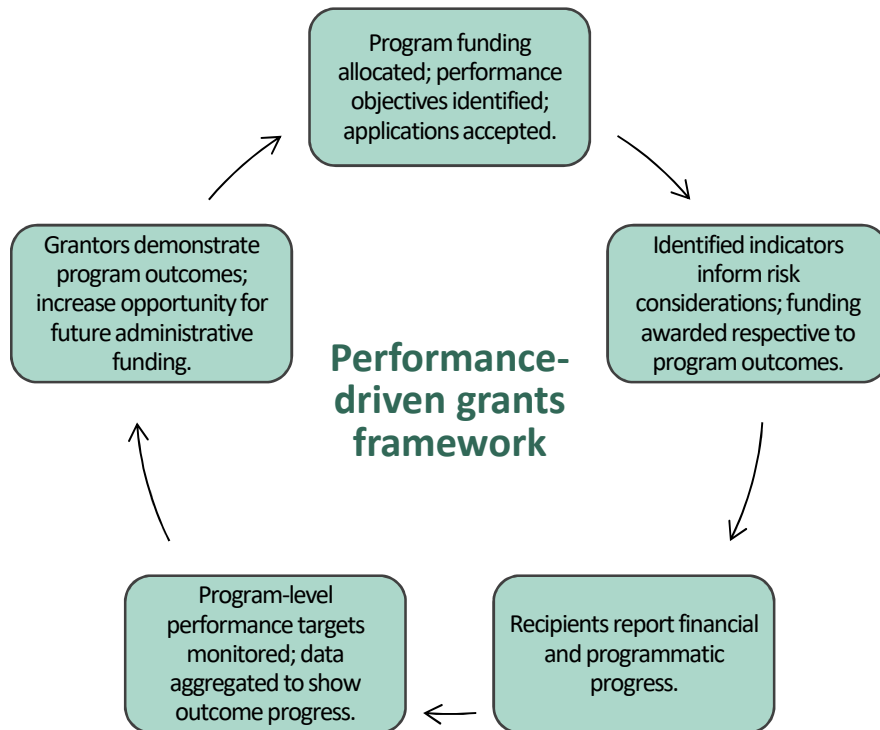 Program funding
allocated; performance
objectives identified;
applications accepted.
Identified indicators
inform risk
considerations; funding
awarded respective to
program outcomes.
Recipients report financial
and programmatic
progress.
Program-level
performance targets
monitored; data
aggregated to show
outcome progress.
Grantors demonstrate
program outcomes;
increase opportunity for
future administrative
funding.
Performance-
driven grants
framework